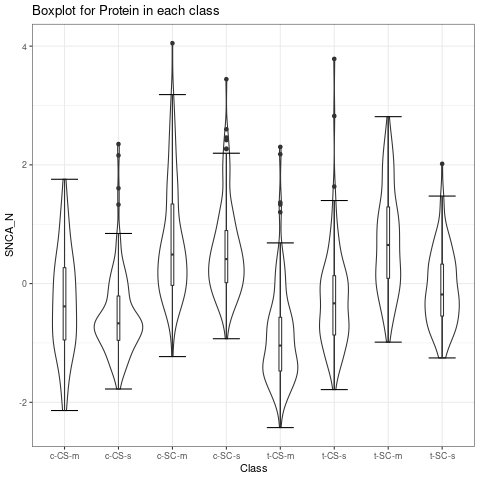 Boxplot for Protein in each class
SNCA_N
4
2
0
-2
c-CS-m c-CS-s c-SC-m c-SC-s t-CS-m t-CS-s t-SC-m t-SC-s
Class